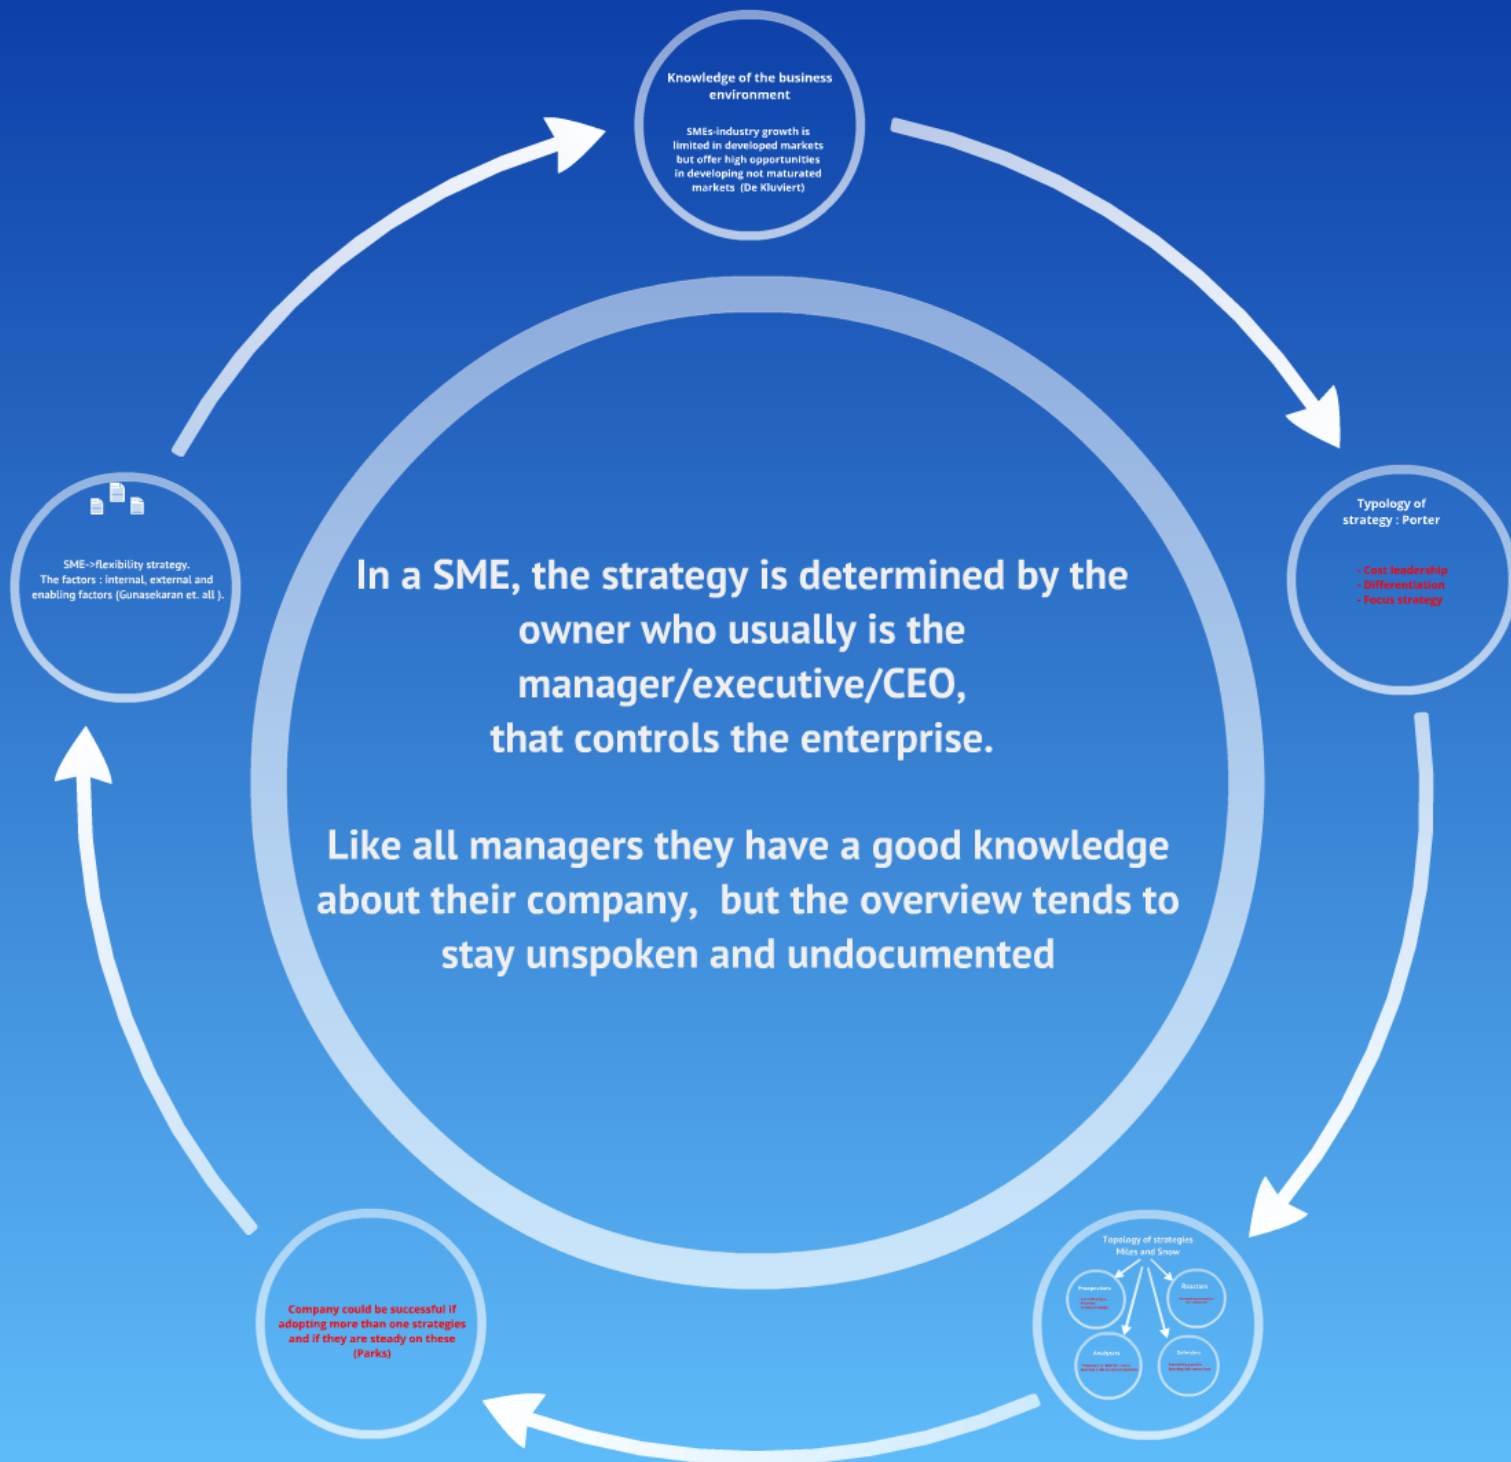 Knowledge of the business
environment
SMEs-industry growth is
limited in developed markets
but offer high opportunities
in developing not maturated
markets (De Kluviert)
Typology of
strategy : Porter
- Cost leadership
- Differentiation
- Focus strategy
Topology of strategies
Miles and Snow
Prospectors
Reactors
Analyzers
Defenders
Company could be successful if
adopting more than one strategies
and if they are steady on these
(Parks)
SME->flexibility strategy.
The factors : internal, external and
enabling factors (Gunasekaran et. all ).
In a SME, the strategy is determined by the
owner who usually is the
manager/executive/CEO,
that controls the enterprise.
Like all managers they have a good knowledge
about their company, but the overview tends to
stay unspoken and undocumented